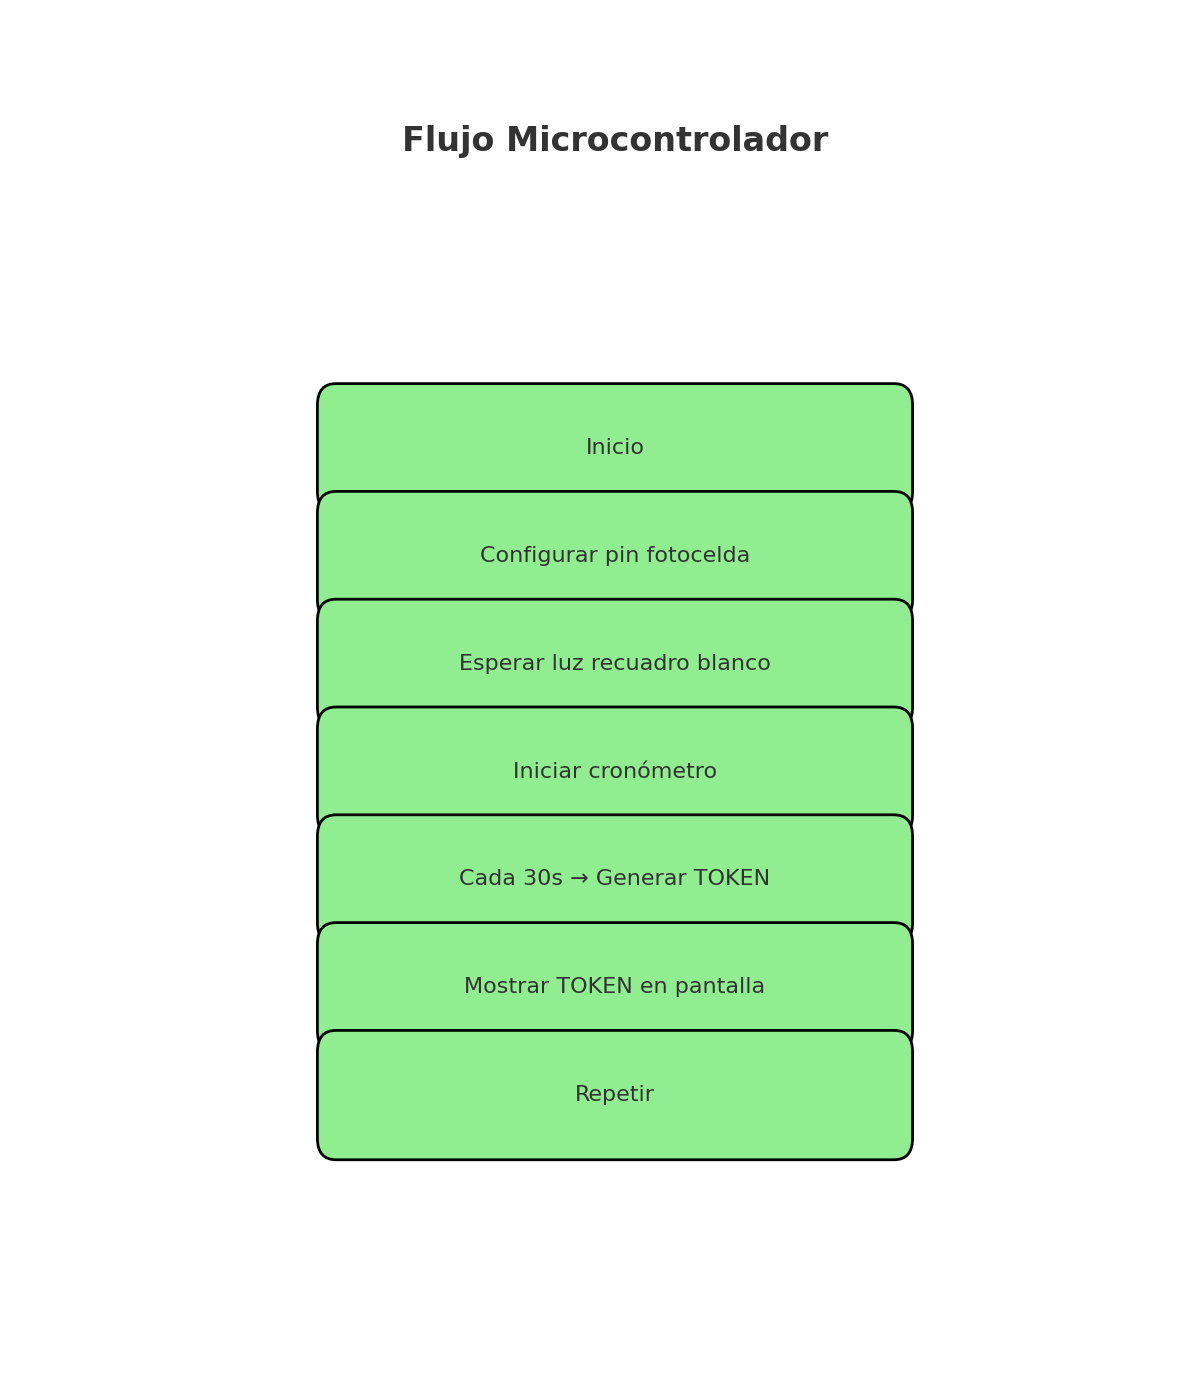 Flujo Microcontrolador
Inicio
Configurar pin fotocelda
Esperar luz recuadro blanco
Iniciar cronómetro
Cada 30s → Generar TOKEN
Mostrar TOKEN en pantalla
Repetir